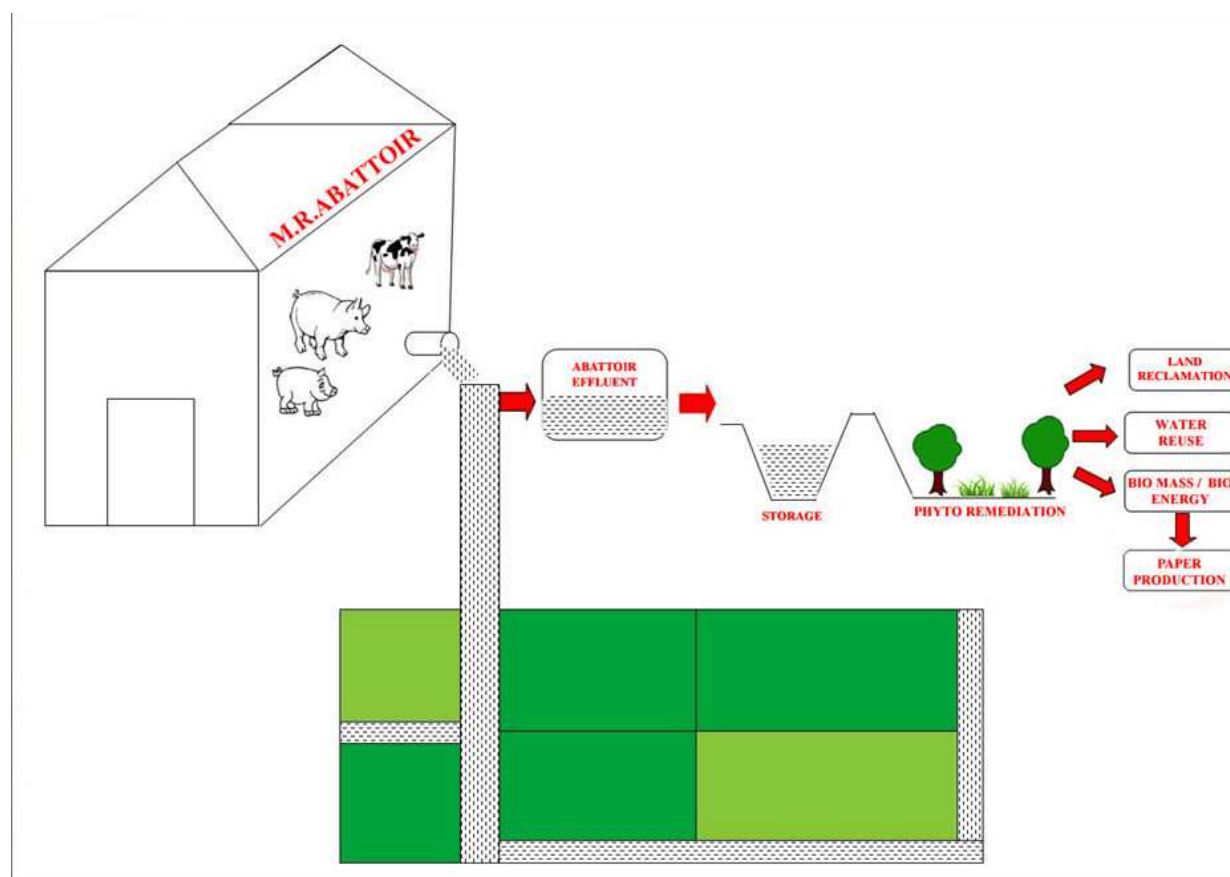 M.R.ABATTOIR
ABATTOIR
EFFLUENT
STORAGE
PHYTO REMEDIATION
LAND
RECLAMATION
WATER
REUSE
BIO MASS / BIO
ENERGY
PAPER
PRODUCTION